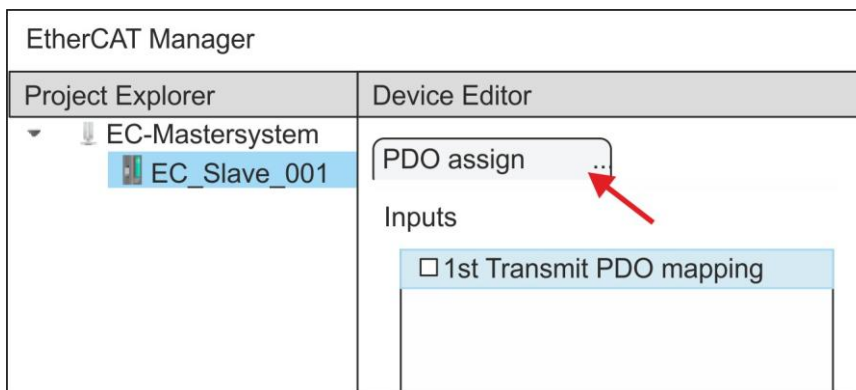 EtherCAT Manager
Project Explorer
Device Editor
EC-Mastersystem
EC_Slave_001
PDO assign ...
Inputs
1st Transmit PDO mapping